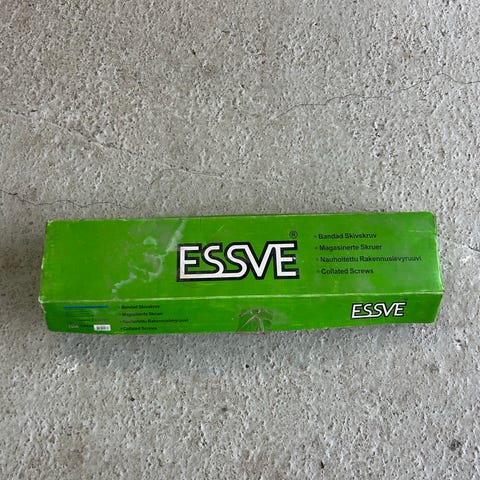 ESSVE®
Bandad Skivskruv
Magasinerte Skruer
Nauhoitettu Rakennuslevyruuvi
Collated Screws
ESSVE
Bandad Skivskruv
Magasinerte Skruer
Nauhoitettu Rakennuslevyruuvi
Collated Screws